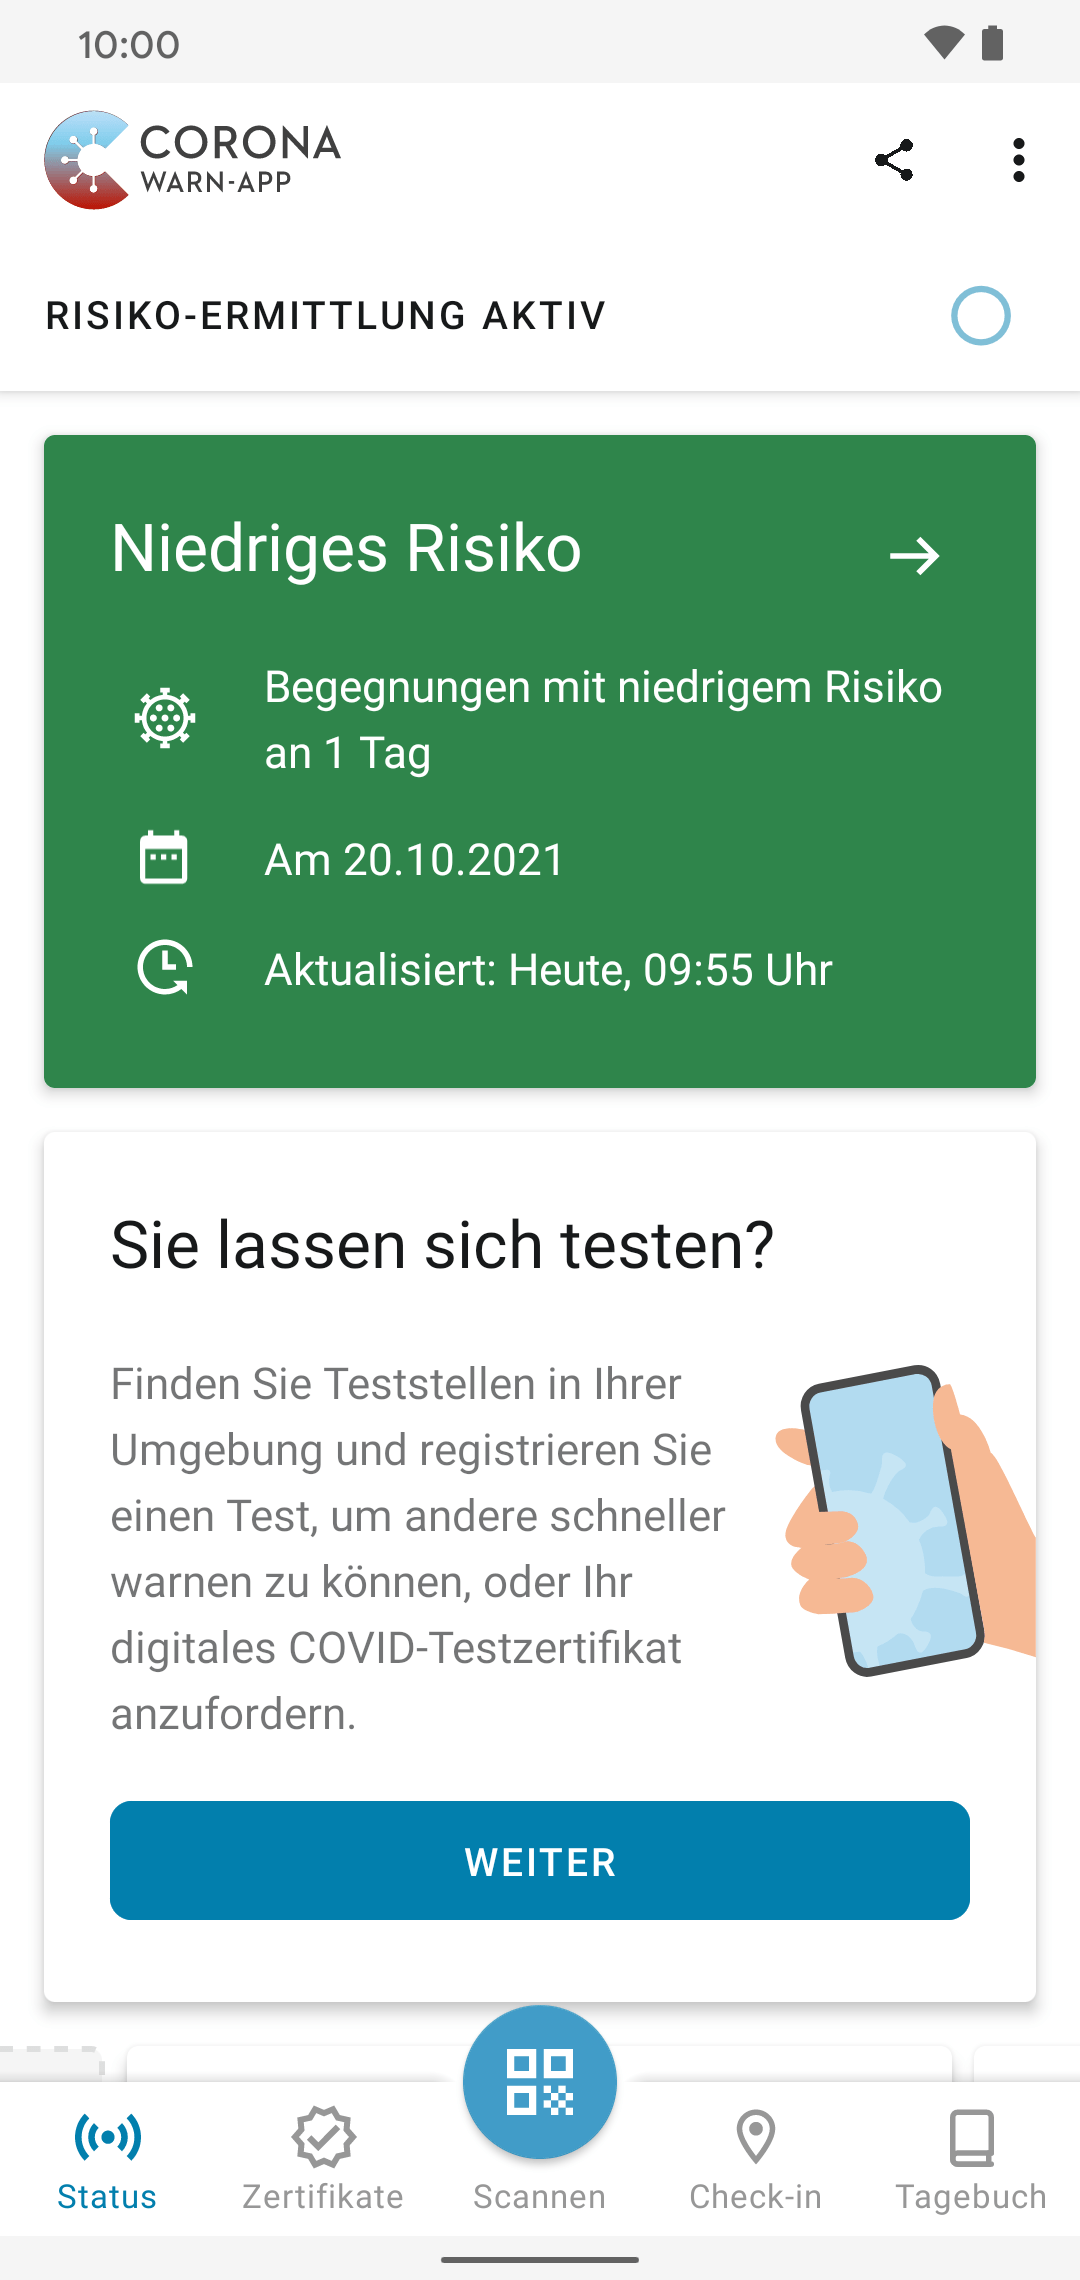 10:00
CORONA
WARN-APP
RISIKO-ERMITTLUNG AKTIV
Niedriges Risiko
Begegnungen mit niedrigem Risiko
an 1 Tag
Am 20.10.2021
Aktualisiert: Heute, 09:55 Uhr
Sie lassen sich testen?
Finden Sie Teststellen in Ihrer
Umgebung und registrieren Sie
einen Test, um andere schneller
warnen zu können, oder Ihr
digitales COVID-Testzertifikat
anzufordern.
WEITER
Status
Zertifikate
Scannen
Check-in
Tagebuch